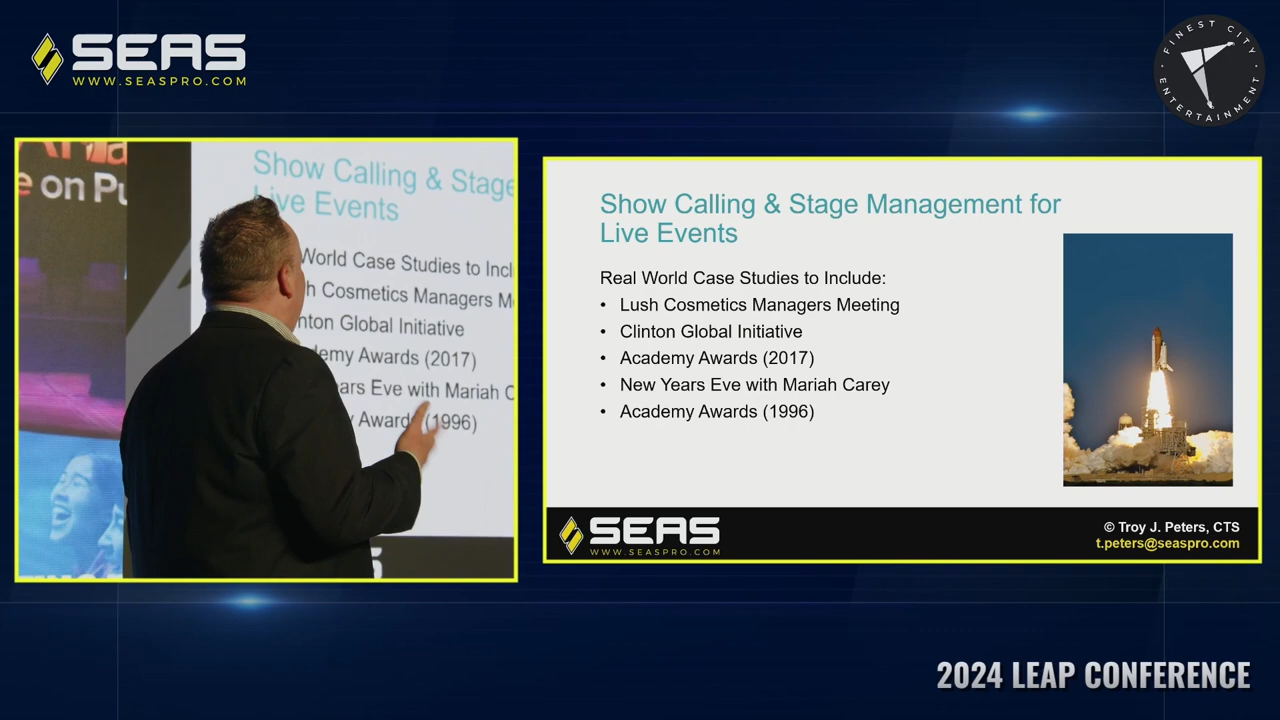 SEAS
WWW.SEASPRO.COM
FINEST CITY
ENTERTAINMENT
e on Pu
Show Calling & Stage
Live Events
World Case Studies to Incl
h Cosmetics Managers M
nton Global Initiative
demy Awards (2017)
ears Eve with Mariah C
y Awards (1996)
Show Calling & Stage Management for
Live Events
Real World Case Studies to Include:
• Lush Cosmetics Managers Meeting
• Clinton Global Initiative
• Academy Awards (2017)
• New Years Eve with Mariah Carey
• Academy Awards (1996)
SEAS
WWW.SEASPRO.COM
© Troy J. Peters, CTS
t.peters@seaspro.com
2024 LEAP CONFERENCE